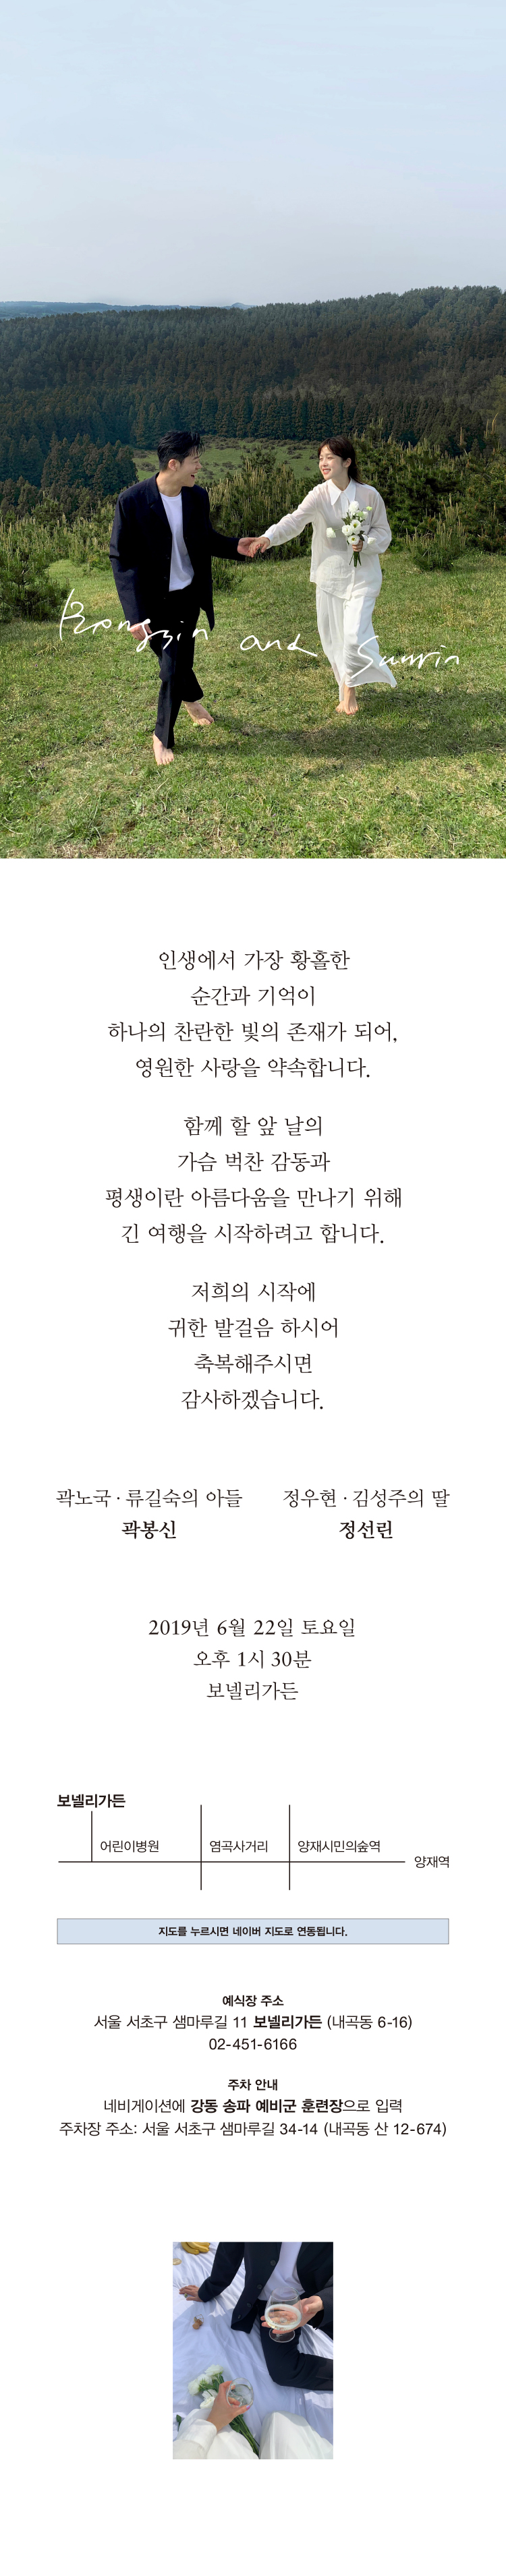 Bongsin and Sunrin
인생에서 가장 황홀한
순간과 기억이
하나의 찬란한 빛의 존재가 되어,
영원한 사랑을 약속합니다.
함께 할 앞 날의
가슴 벅찬 감동과
평생이란 아름다움을 만나기 위해
긴 여행을 시작하려고 합니다.
저희의 시작에
귀한 발걸음 하시어
축복해주시면
감사하겠습니다.
곽노국 · 류길숙의 아들 정우현 · 김성주의 딸
곽봉신 정선린
2019년 6월 22일 토요일
오후 1시 30분
보넬리가든
보넬리가든
어린이병원 염곡사거리 양재시민의숲역
양재역
지도를 누르시면 네이버 지도로 연동됩니다.
예식장 주소
서울 서초구 샘마루길 11 보넬리가든 (내곡동 6-16)
02-451-6166
주차 안내
네비게이션에 강동 송파 예비군 훈련장으로 입력
주차장 주소: 서울 서초구 샘마루길 34-14 (내곡동 산 12-674)